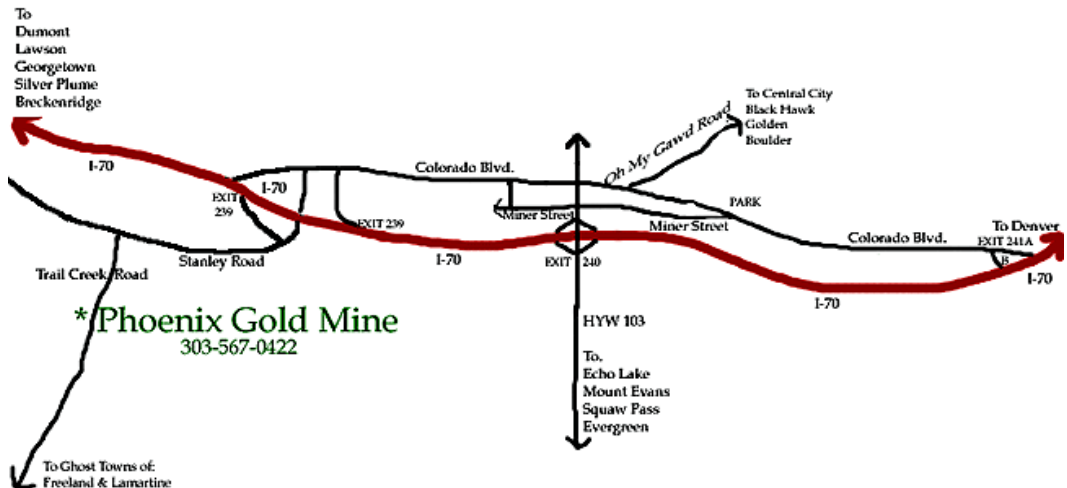 To
Dumont
Lawson
Georgetown
Silver Plume
Breckenridge
To Central City
Black Hawk
Golden
Boulder
Oh My Gawd Road
I-70
I-70
Colorado Blvd.
EXIT
239
EXIT 239
Miner Street
PARK
Miner Street
To Denver
Colorado Blvd.
EXIT 241A
B
I-70
Stanley Road
I-70
EXIT
240
I-70
Trail Creek Road
* Phoenix Gold Mine
303-567-0422
HYW 103
To,
Echo Lake
Mount Evans
Squaw Pass
Evergreen
To Ghost Towns of:
Freeland & Lamartine